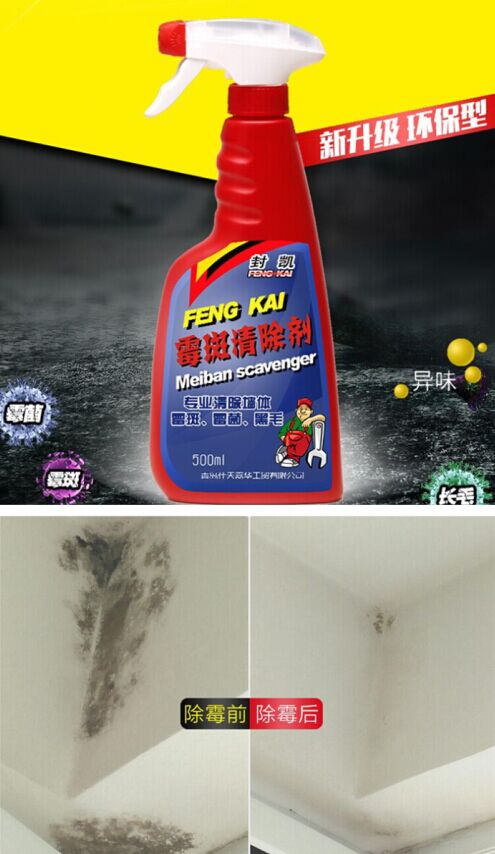 新升级 环保型
封 凯
FENG KAI
FENG KAI
霉斑清除剂
Meiban scavenger
专业清除墙体
霉斑、霉菌、黑毛
500ml
异味
霉菌
霉斑
长毛
除霉前 除霉后